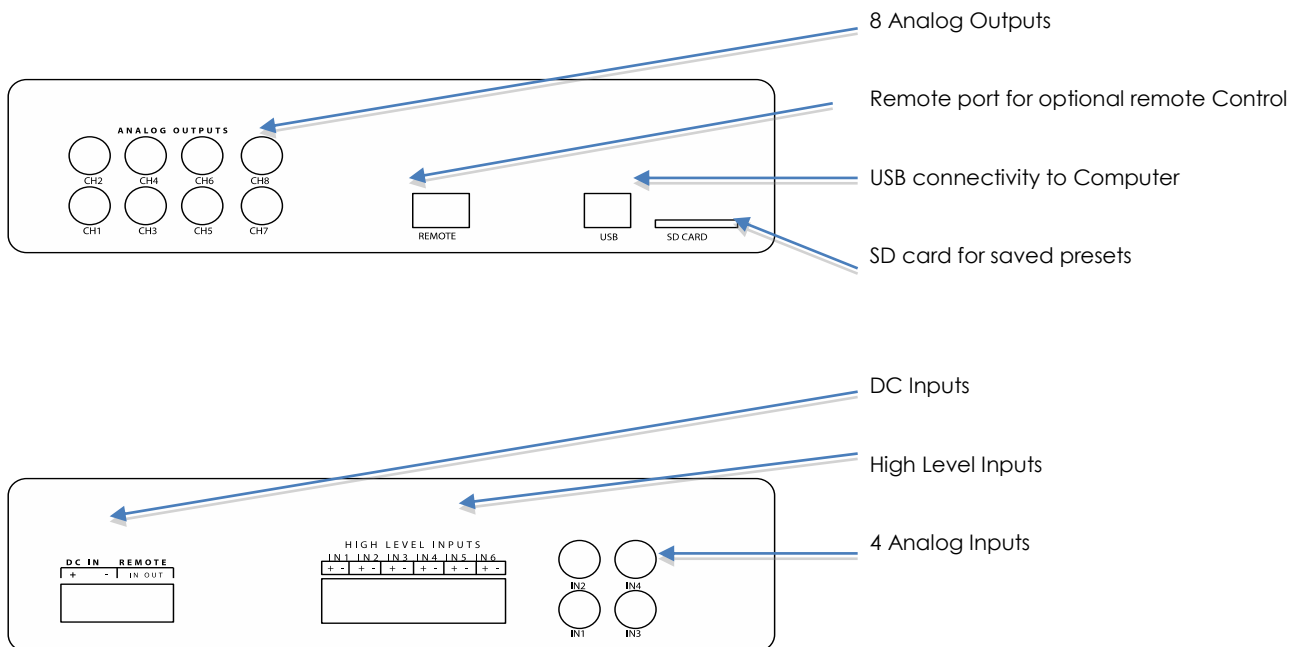 8 Analog Outputs
Remote port for optional remote Control
ANALOG OUTPUTS
CH2 CH4 CH6 CH8
USB connectivity to Computer
CH1 CH3 CH5 CH7
REMOTE
USB
SD CARD
SD card for saved presets
DC Inputs
High Level Inputs
4 Analog Inputs
DC IN REMOTE
+ - IN OUT
HIGH LEVEL INPUTS
IN1 IN2 IN3 IN4 IN5 IN6
+ - + - + - + - + - + -
IN2 IN4
IN1 IN3